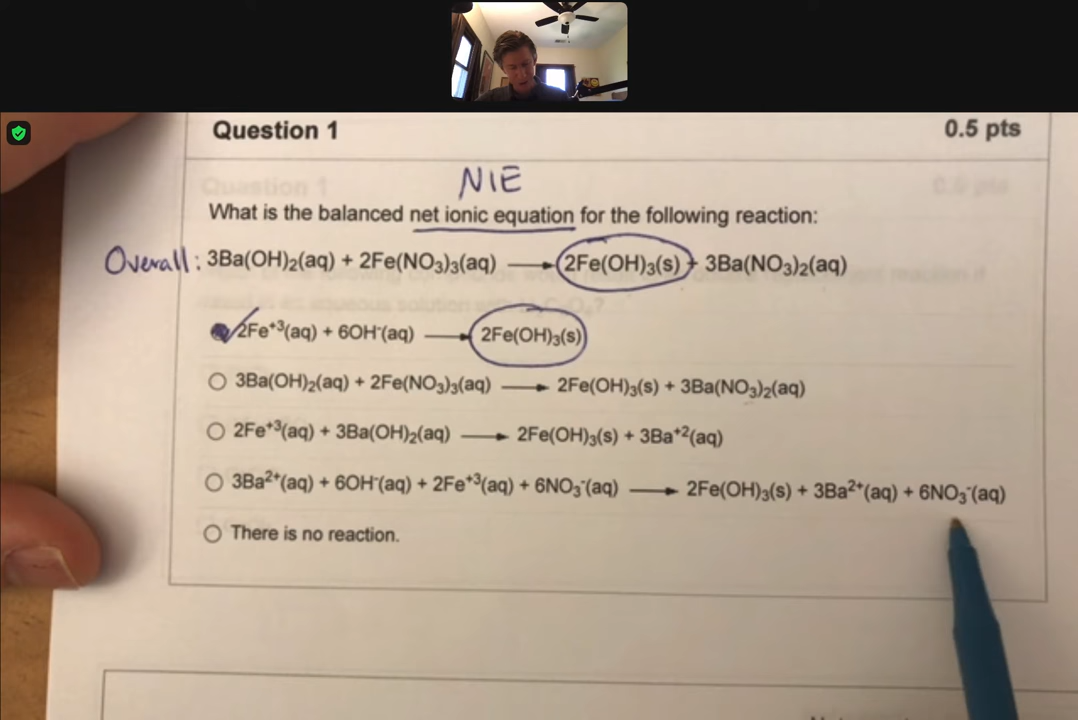 Question 1
0.5 pts
NIE
What is the balanced net ionic equation for the following reaction:
Overall: 3Ba(OH)₂(aq) + 2Fe(NO₃)₃(aq) ⟶ 2Fe(OH)₃(s) + 3Ba(NO₃)₂(aq)
2Fe⁺³(aq) + 6OH⁻(aq) ⟶ 2Fe(OH)₃(s)
3Ba(OH)₂(aq) + 2Fe(NO₃)₃(aq) ⟶ 2Fe(OH)₃(s) + 3Ba(NO₃)₂(aq)
2Fe⁺³(aq) + 3Ba(OH)₂(aq) ⟶ 2Fe(OH)₃(s) + 3Ba⁺²(aq)
3Ba²⁺(aq) + 6OH⁻(aq) + 2Fe⁺³(aq) + 6NO₃⁻(aq) ⟶ 2Fe(OH)₃(s) + 3Ba²⁺(aq) + 6NO₃⁻(aq)
There is no reaction.